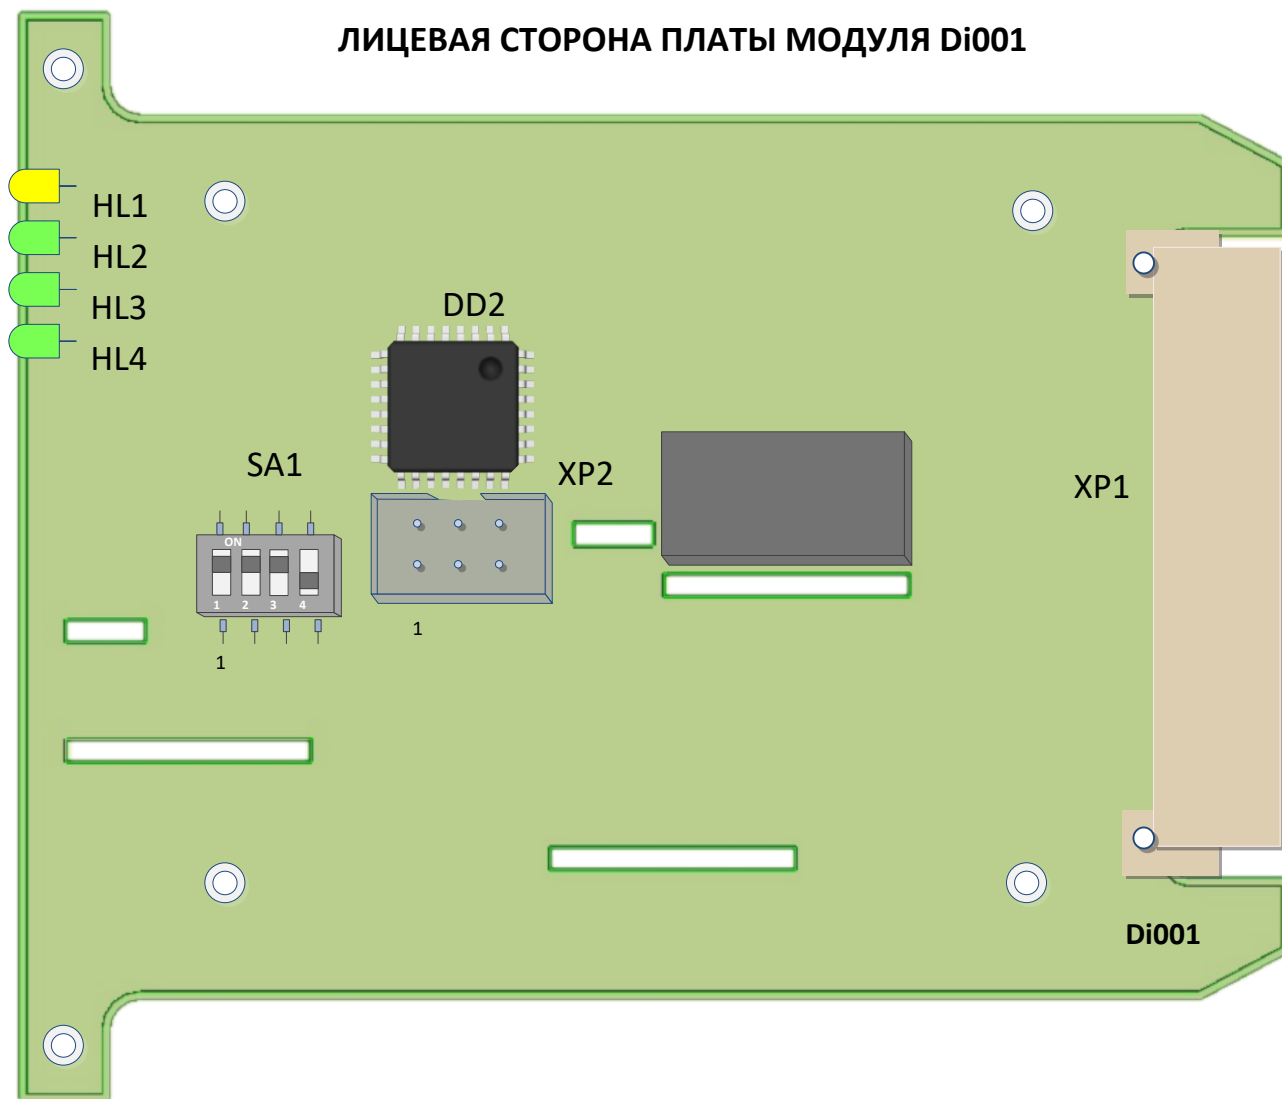 ЛИЦЕВАЯ СТОРОНА ПЛАТЫ МОДУЛЯ Di001
HL1
HL2
HL3
HL4
DD2
SA1
XP2
XP1
ON
1 2 3 4
1
1
Di001